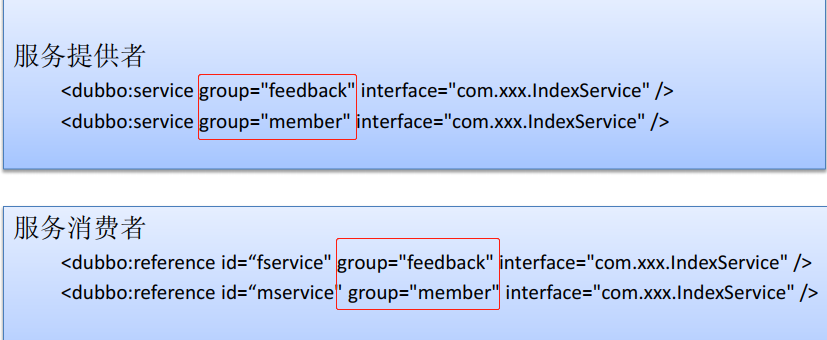 服务提供者
<dubbo:service group="feedback" interface="com.xxx.IndexService" />
<dubbo:service group="member" interface="com.xxx.IndexService" />
服务消费者
<dubbo:reference id=“fservice" group="feedback" interface="com.xxx.IndexService" />
<dubbo:reference id=“mservice" group="member" interface="com.xxx.IndexService" />